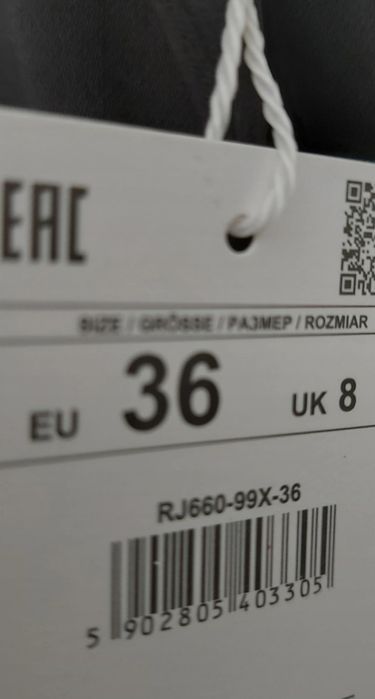 EAC
SIZE / GRÖSSE / РАЗМЕР / ROZMIAR
EU 36 UK 8
RJ660-99X-36
5 902805 403305